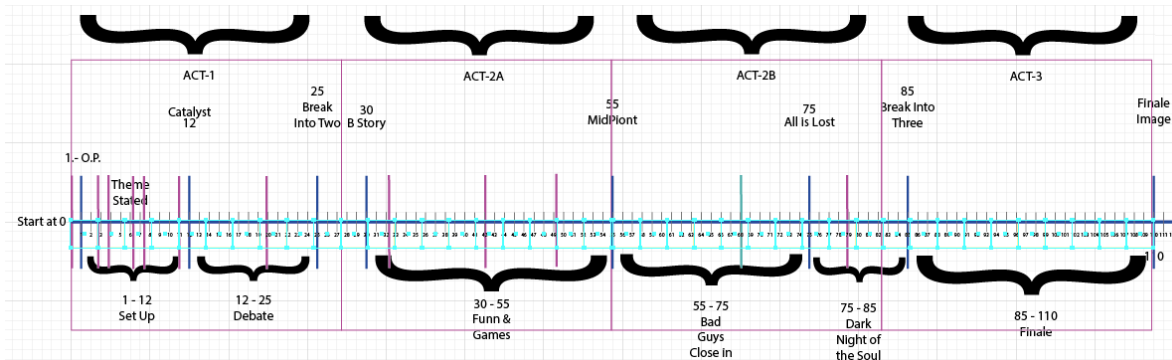 ACT-1
ACT-2A
ACT-2B
ACT-3
Catalyst
12
25
Break
Into Two
30
B Story
55
MidPiont
75
All is Lost
85
Break Into
Three
Finale
Image
1.- O.P.
Theme
Stated
Start at 0
110
1 - 12
Set Up
12 - 25
Debate
30 - 55
Funn &
Games
55 - 75
Bad
Guys
Close in
75 - 85
Dark
Night of
the Soul
85 - 110
Finale